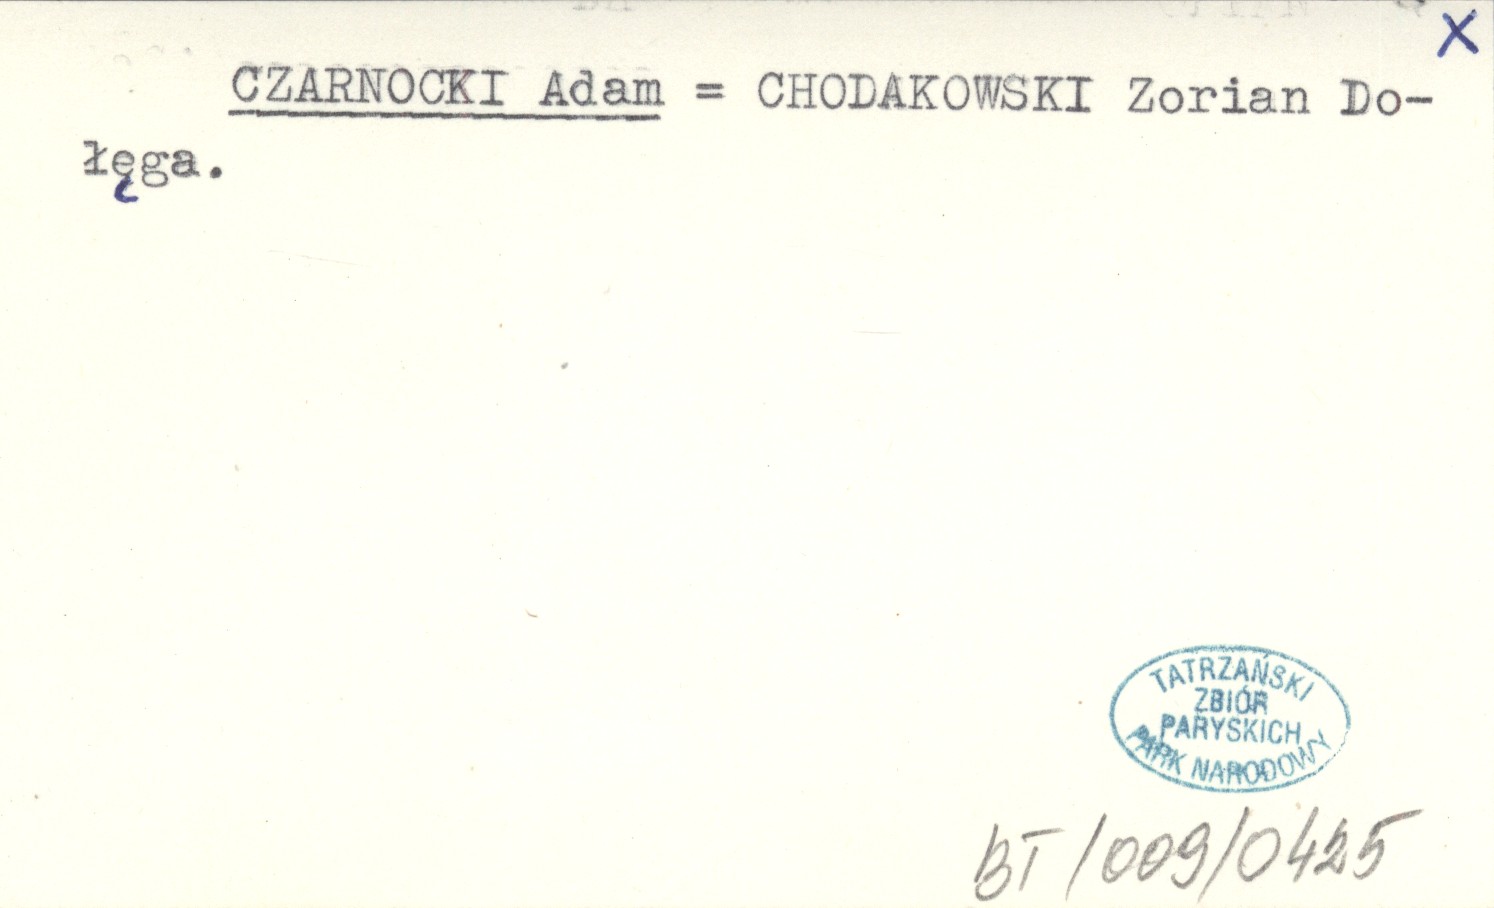 X
CZARNOCKI Adam = CHODAKOWSKI Zorian Do-
łęga.
TATRZAŃSKI
ZBIÓR
PARYSKICH
PARK NARODOWY
BT/009/0425